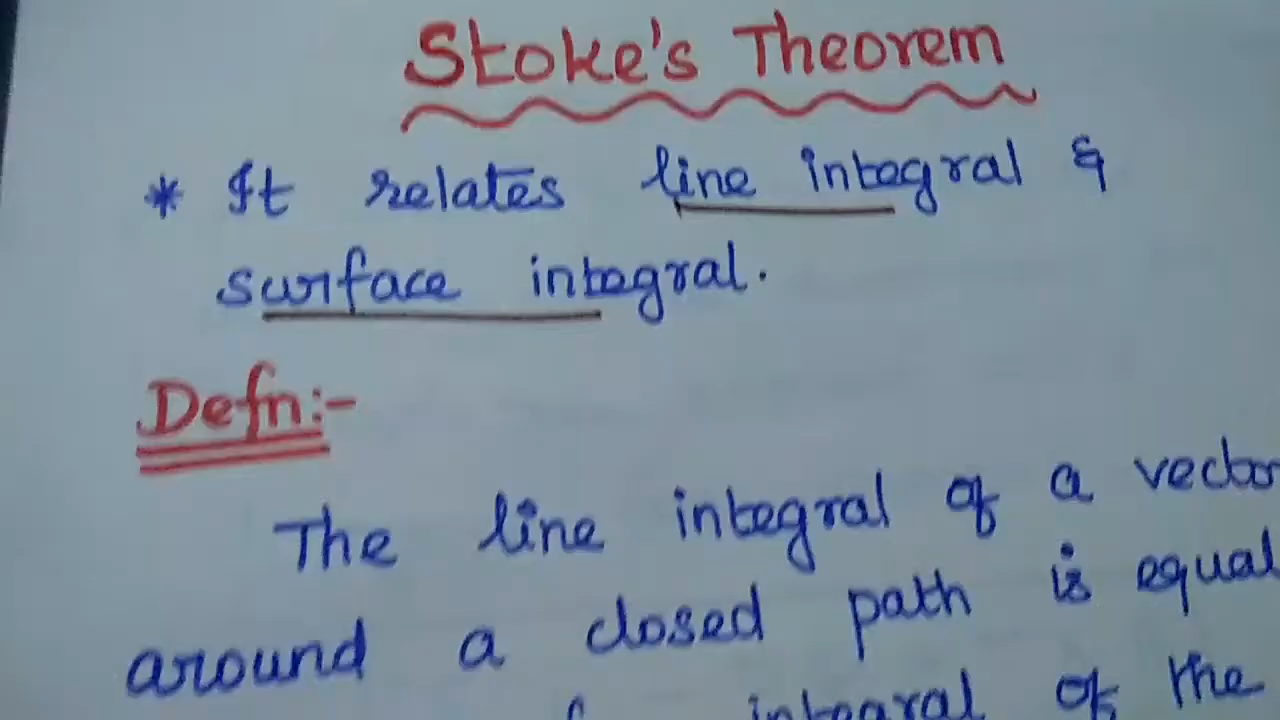 Stoke's Theorem
* It relates line integral &
surface integral.
Defn:-
The line integral of a vector
around a closed path is equal
integral of the